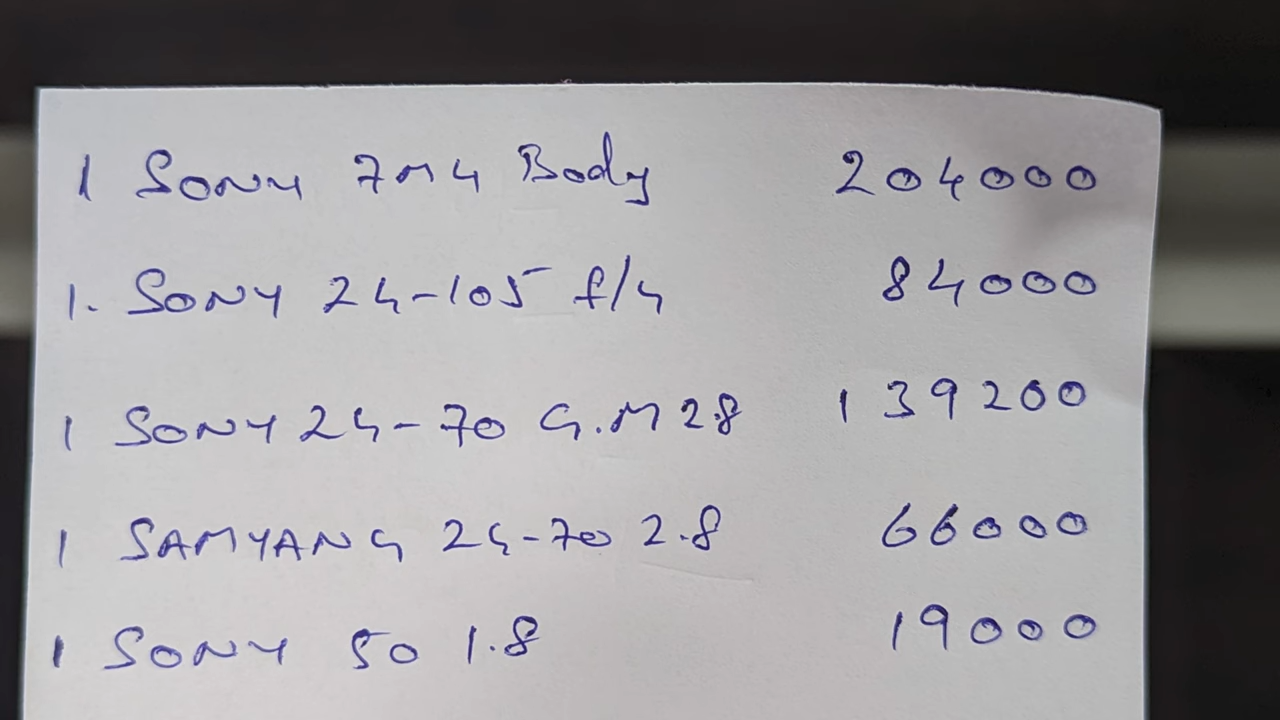 1 SONY 7M4 Body 204000
1. SONY 24-105 f/4 84000
1 SONY 24-70 G.M 2.8 139200
1 SAMYANG 24-70 2.8 66000
1 SONY 50 1.8 19000